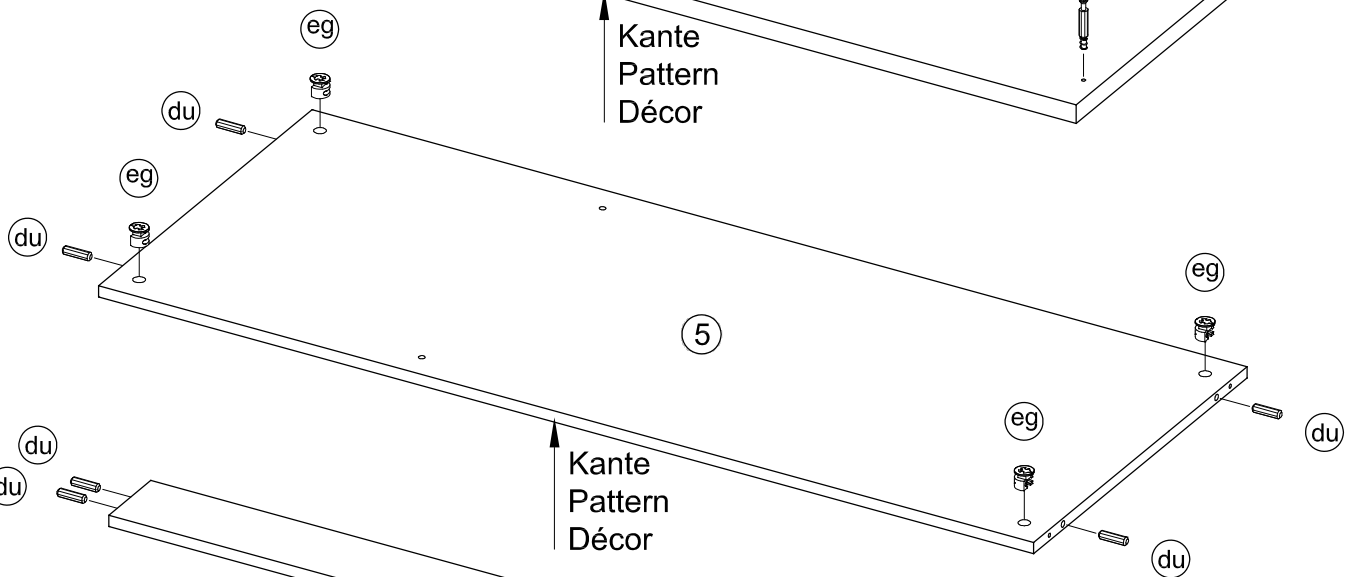 eg
Kante
Pattern
Décor
du
eg
du
eg
5
eg
du
Kante
Pattern
Décor
du
du
du